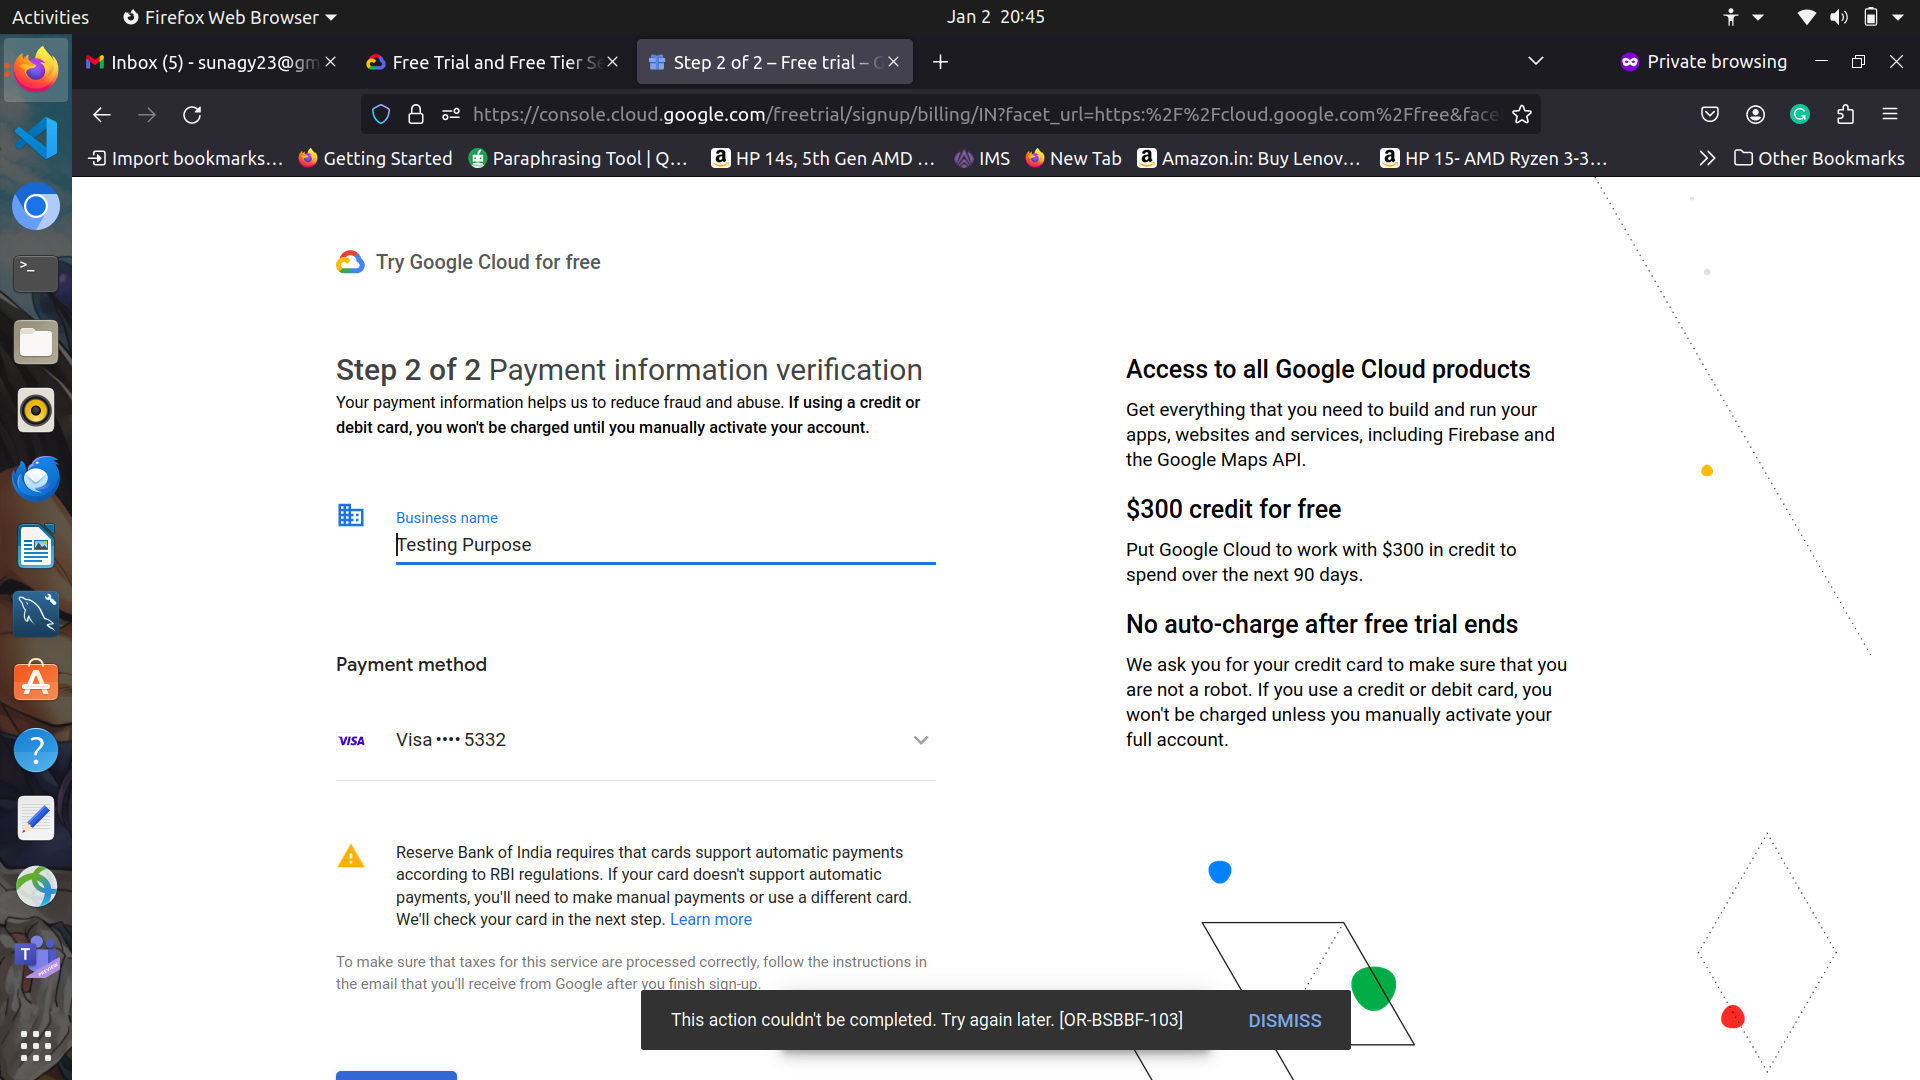 Activities
Firefox Web Browser
Jan 2 20:45
Inbox (5) - sunagy23@gm
Free Trial and Free Tier Se
Step 2 of 2 – Free trial – C
Private browsing
https://console.cloud.google.com/freetrial/signup/billing/IN?facet_url=https:%2F%2Fcloud.google.com%2Ffree&face
Import bookmarks...
Getting Started
Paraphrasing Tool | Q...
HP 14s, 5th Gen AMD ...
IMS
New Tab
Amazon.in: Buy Lenov...
HP 15- AMD Ryzen 3-3...
Other Bookmarks
Try Google Cloud for free
Step 2 of 2 Payment information verification
Your payment information helps us to reduce fraud and abuse. If using a credit or
debit card, you won't be charged until you manually activate your account.
Business name
Testing Purpose
Payment method
VISA
Visa •••• 5332
Reserve Bank of India requires that cards support automatic payments
according to RBI regulations. If your card doesn't support automatic
payments, you'll need to make manual payments or use a different card.
We'll check your card in the next step. Learn more
To make sure that taxes for this service are processed correctly, follow the instructions in
the email that you'll receive from Google after you finish sign-up.
Access to all Google Cloud products
Get everything that you need to build and run your
apps, websites and services, including Firebase and
the Google Maps API.
$300 credit for free
Put Google Cloud to work with $300 in credit to
spend over the next 90 days.
No auto-charge after free trial ends
We ask you for your credit card to make sure that you
are not a robot. If you use a credit or debit card, you
won't be charged unless you manually activate your
full account.
This action couldn't be completed. Try again later. [OR-BSBBF-103]
DISMISS